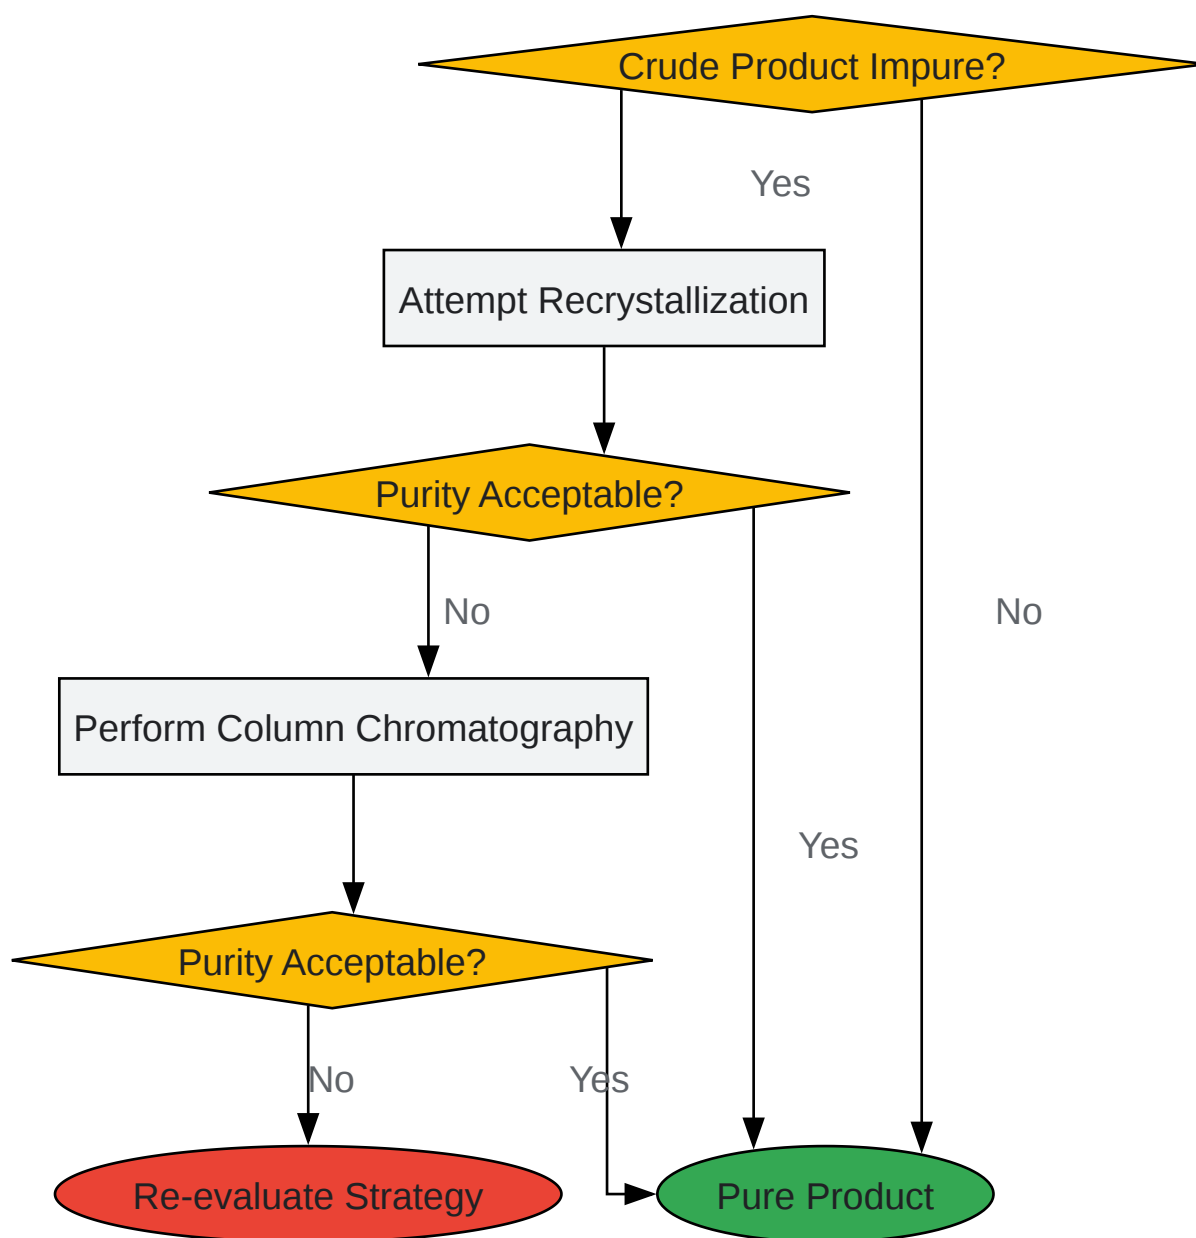 Crude Product Impure?
Yes
Attempt Recrystallization
Purity Acceptable?
No
No
Perform Column Chromatography
Yes
Purity Acceptable?
No
Yes
Re-evaluate Strategy
Pure Product